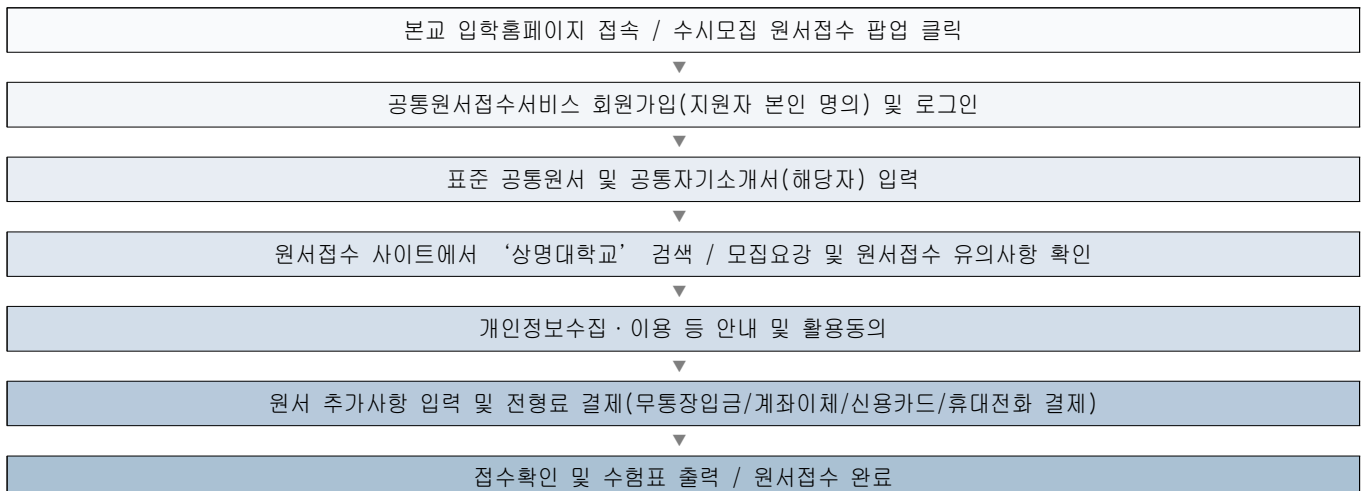 본교 입학홈페이지 접속 / 수시모집 원서접수 팝업 클릭
▼
공통원서접수서비스 회원가입(지원자 본인 명의) 및 로그인
▼
표준 공통원서 및 공통자기소개서(해당자) 입력
▼
원서접수 사이트에서 ‘상명대학교’ 검색 / 모집요강 및 원서접수 유의사항 확인
▼
개인정보수집·이용 등 안내 및 활용동의
▼
원서 추가사항 입력 및 전형료 결제(무통장입금/계좌이체/신용카드/휴대전화 결제)
▼
접수확인 및 수험표 출력 / 원서접수 완료